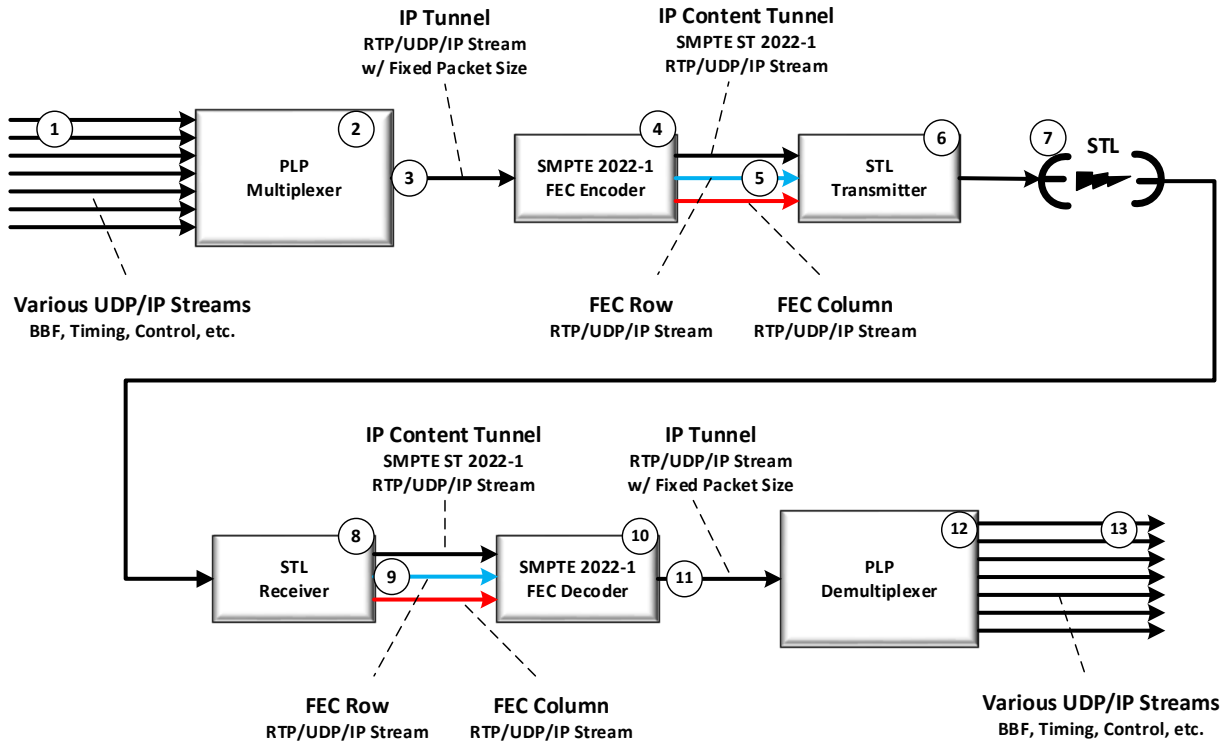 IP Tunnel
RTP/UDP/IP Stream
w/ Fixed Packet Size
IP Content Tunnel
SMPTE ST 2022-1
RTP/UDP/IP Stream
1
2
PLP
Multiplexer
3
4
SMPTE 2022-1
FEC Encoder
5
6
STL
Transmitter
7
STL
Various UDP/IP Streams
BBF, Timing, Control, etc.
FEC Row
RTP/UDP/IP Stream
FEC Column
RTP/UDP/IP Stream
IP Content Tunnel
SMPTE ST 2022-1
RTP/UDP/IP Stream
IP Tunnel
RTP/UDP/IP Stream
w/ Fixed Packet Size
8
STL
Receiver
9
10
SMPTE 2022-1
FEC Decoder
11
12
PLP
Demultiplexer
13
FEC Row
RTP/UDP/IP Stream
FEC Column
RTP/UDP/IP Stream
Various UDP/IP Streams
BBF, Timing, Control, etc.